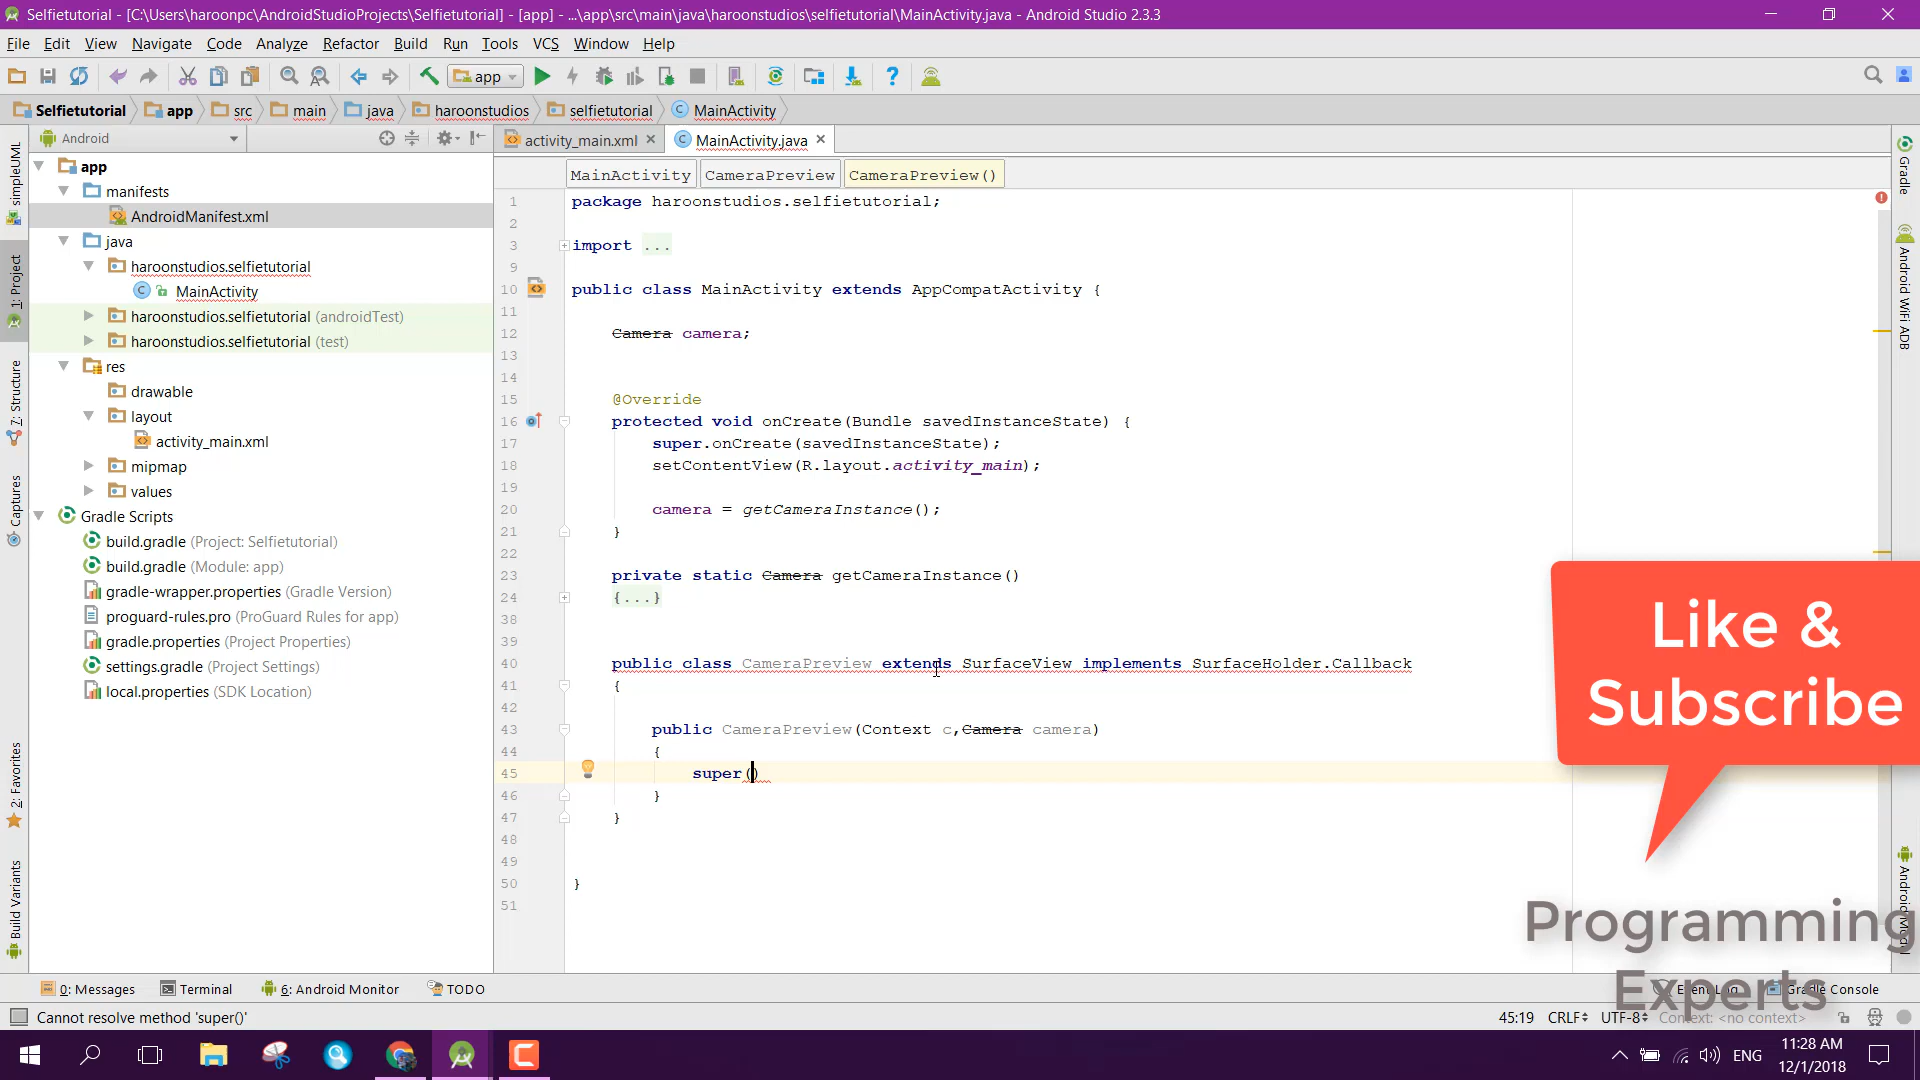 Selfietutorial - [C:\Users\haroonpc\AndroidStudioProjects\Selfietutorial] - [app] - ...\app\src\main\java\haroonstudios\selfietutorial\MainActivity.java - Android Studio 2.3.3
File Edit View Navigate Code Analyze Refactor Build Run Tools VCS Window Help
app
Selfietutorial app src main java haroonstudios selfietutorial MainActivity
Android
activity_main.xml MainActivity.java
MainActivity CameraPreview CameraPreview()
simpleUML
1: Project
7: Structure
Captures
2: Favorites
Build Variants
app
manifests
AndroidManifest.xml
java
haroonstudios.selfietutorial
MainActivity
haroonstudios.selfietutorial (androidTest)
haroonstudios.selfietutorial (test)
res
drawable
layout
activity_main.xml
mipmap
values
Gradle Scripts
build.gradle (Project: Selfietutorial)
build.gradle (Module: app)
gradle-wrapper.properties (Gradle Version)
proguard-rules.pro (ProGuard Rules for app)
gradle.properties (Project Properties)
settings.gradle (Project Settings)
local.properties (SDK Location)
1 package haroonstudios.selfietutorial;
2
3 import ...
9
10 public class MainActivity extends AppCompatActivity {
11
12 Camera camera;
13
14
15 @Override
16 protected void onCreate(Bundle savedInstanceState) {
17 super.onCreate(savedInstanceState);
18 setContentView(R.layout.activity_main);
19
20 camera = getCameraInstance();
21 }
22
23 private static Camera getCameraInstance()
24 {...}
38
39
40 public class CameraPreview extends SurfaceView implements SurfaceHolder.Callback
41 {
42
43 public CameraPreview(Context c,Camera camera)
44 {
45 super()
46 }
47 }
48
49
50 }
51
Gradle
Android WiFi ADB
Like &
Subscribe
Programming
Experts
0: Messages Terminal 6: Android Monitor TODO Gradle Console
Cannot resolve method 'super()' 45:19 CRLF UTF-8 Context: <no context>
ENG
11:28 AM
12/1/2018